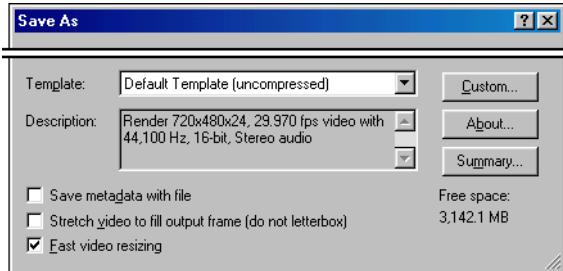 Save As
Template: Default Template (uncompressed) Custom...
Description: Render 720x480x24, 29.970 fps video with
44,100 Hz, 16-bit, Stereo audio
About...
Summary...
Save metadata with file
Stretch video to fill output frame (do not letterbox)
Fast video resizing
Free space:
3,142.1 MB